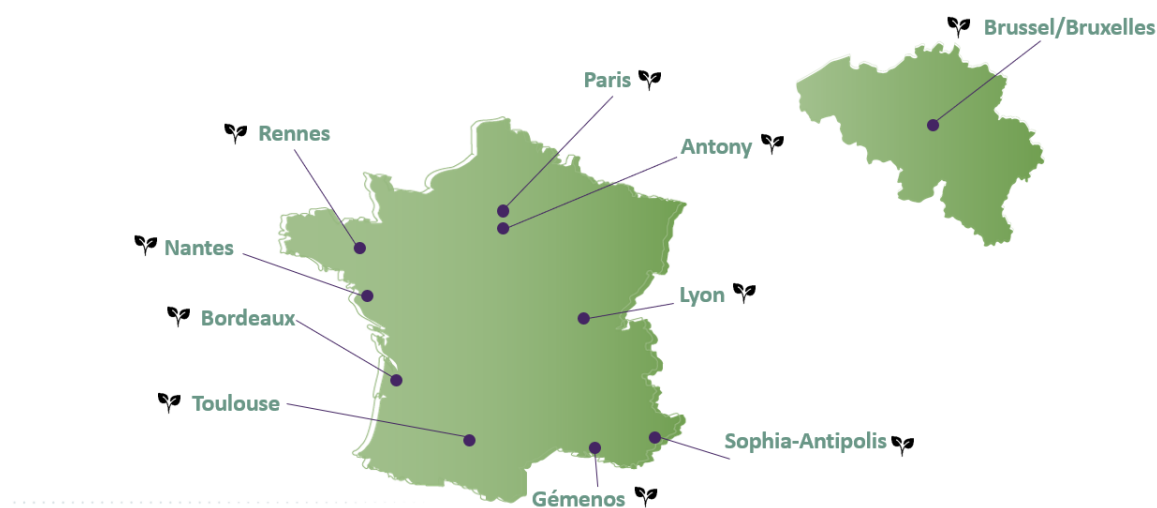 Brussel/Bruxelles
Paris
Rennes
Antony
Nantes
Lyon
Bordeaux
Toulouse
Sophia-Antipolis
Gémenos